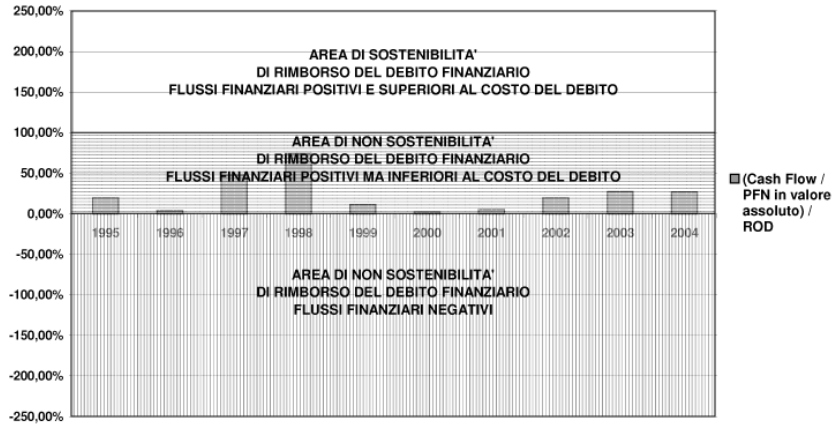 250,00%
200,00%
150,00%
100,00%
50,00%
0,00%
-50,00%
-100,00%
-150,00%
-200,00%
-250,00%
AREA DI SOSTENIBILITA'
DI RIMBORSO DEL DEBITO FINANZIARIO
FLUSSI FINANZIARI POSITIVI E SUPERIORI AL COSTO DEL DEBITO
AREA DI NON SOSTENIBILITA'
DI RIMBORSO DEL DEBITO FINANZIARIO
FLUSSI FINANZIARI POSITIVI MA INFERIORI AL COSTO DEL DEBITO
1995 1996 1997 1998 1999 2000 2001 2002 2003 2004
AREA DI NON SOSTENIBILITA'
DI RIMBORSO DEL DEBITO FINANZIARIO
FLUSSI FINANZIARI NEGATIVI
(Cash Flow /
PFN in valore
assoluto) /
ROD